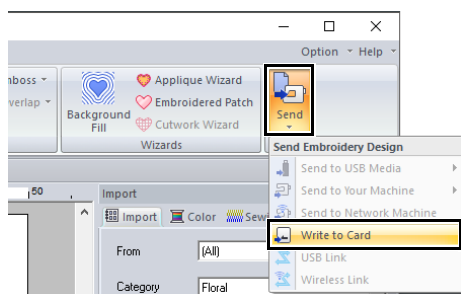 Option Help
nboss
verlap
Background Fill
Applique Wizard
Embroidered Patch
Cutwork Wizard
Wizards
Send
Send Embroidery Design
Send to USB Media
Send to Your Machine
Send to Network Machine
Write to Card
USB Link
Wireless Link
50
Import
Import Color Sew
From (All)
Category Floral